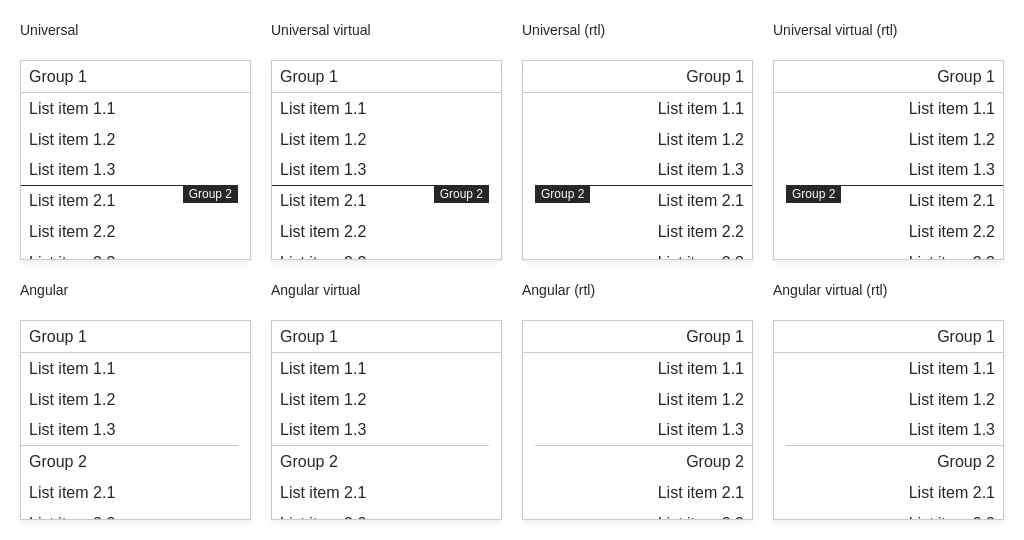 Universal
Group 1
List item 1.1
List item 1.2
List item 1.3
Group 2
List item 2.1
List item 2.2
Universal virtual
Group 1
List item 1.1
List item 1.2
List item 1.3
Group 2
List item 2.1
List item 2.2
Universal (rtl)
Group 1
List item 1.1
List item 1.2
List item 1.3
Group 2
List item 2.1
List item 2.2
Universal virtual (rtl)
Group 1
List item 1.1
List item 1.2
List item 1.3
Group 2
List item 2.1
List item 2.2
Angular
Group 1
List item 1.1
List item 1.2
List item 1.3
Group 2
List item 2.1
Angular virtual
Group 1
List item 1.1
List item 1.2
List item 1.3
Group 2
List item 2.1
Angular (rtl)
Group 1
List item 1.1
List item 1.2
List item 1.3
Group 2
List item 2.1
Angular virtual (rtl)
Group 1
List item 1.1
List item 1.2
List item 1.3
Group 2
List item 2.1